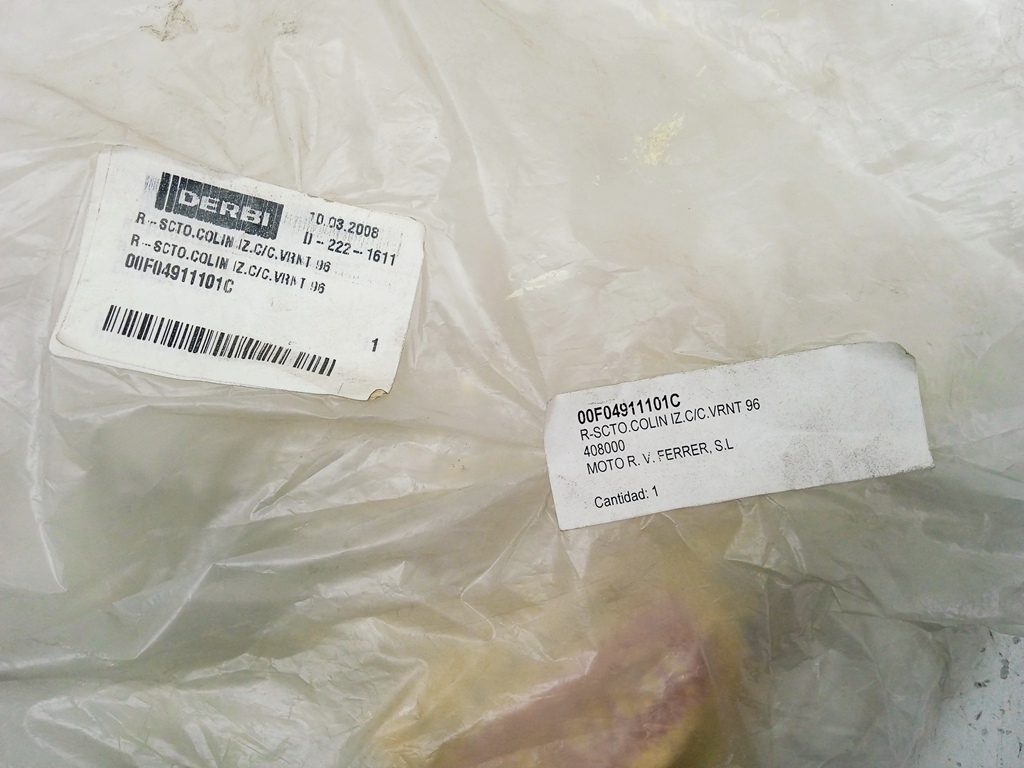 DERBI 10.03.2008
R--SCTO.COLIN IZ.C/C.VRNT 96 D-222--1611
R--SCTO.COLIN IZ.C/C.VRNT 96
00F04911101C
1
00F04911101C
R-SCTO.COLIN IZ.C/C.VRNT 96
408000
MOTO R. V. FERRER, S.L
Cantidad: 1